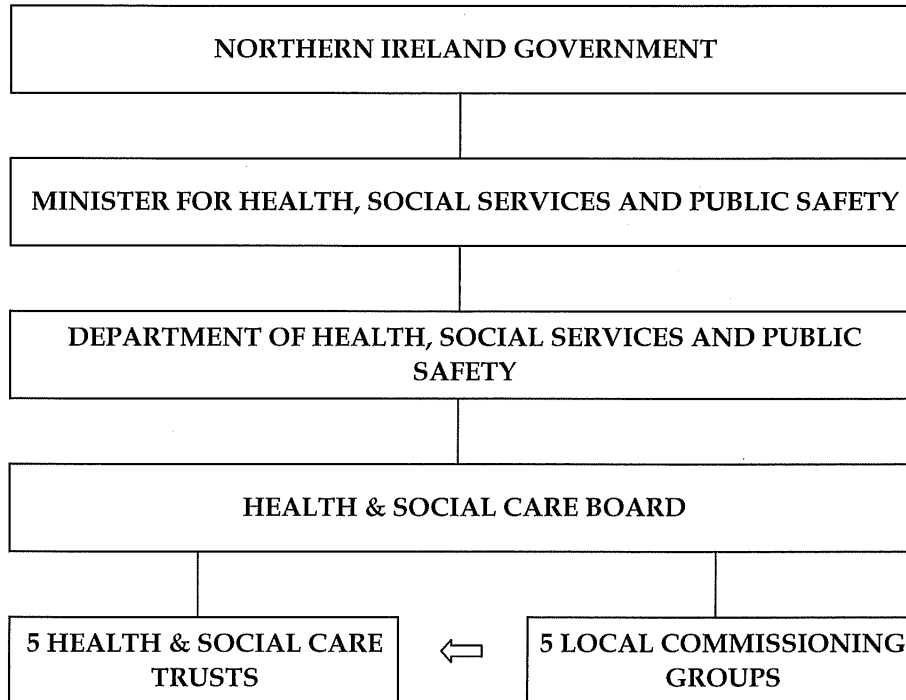 NORTHERN IRELAND GOVERNMENT
MINISTER FOR HEALTH, SOCIAL SERVICES AND PUBLIC SAFETY
DEPARTMENT OF HEALTH, SOCIAL SERVICES AND PUBLIC
SAFETY
HEALTH & SOCIAL CARE BOARD
5 HEALTH & SOCIAL CARE
TRUSTS
5 LOCAL COMMISSIONING
GROUPS